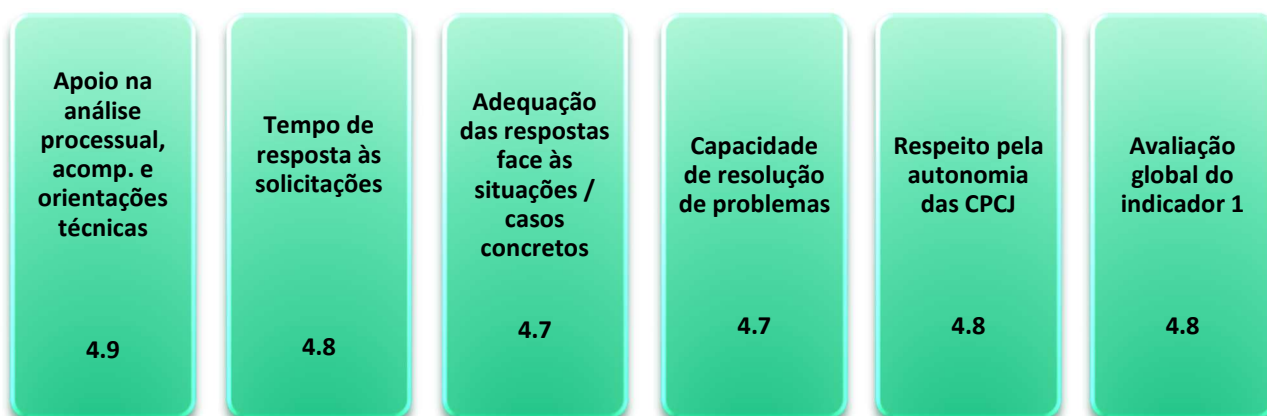 Apoio na
análise
processual,
acomp. e
orientações
técnicas
4.9
Tempo de
resposta às
solicitações
4.8
Adequação
das respostas
face às
situações /
casos
concretos
4.7
Capacidade
de resolução
de problemas
4.7
Respeito pela
autonomia
das CPCJ
4.8
Avaliação
global do
indicador 1
4.8